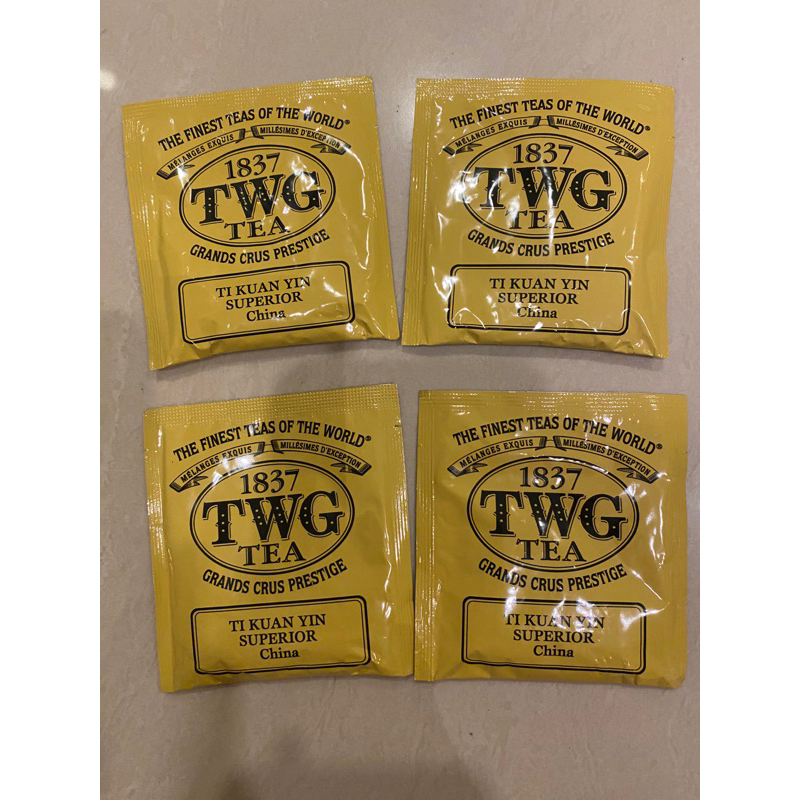 THE FINEST TEAS OF THE WORLD®
MÉLANGES EXQUIS MILLÉSIMES D'EXCEPTION
1837
TWG
TEA
GRANDS CRUS PRESTIGE
TI KUAN YIN
SUPERIOR
China
THE FINEST TEAS OF THE WORLD®
MÉLANGES EXQUIS MILLÉSIMES D'EXCEPTION
1837
TWG
TEA
GRANDS CRUS PRESTIGE
TI KUAN YIN
SUPERIOR
China
THE FINEST TEAS OF THE WORLD®
MÉLANGES EXQUIS MILLÉSIMES D'EXCEPTION
1837
TWG
TEA
GRANDS CRUS PRESTIGE
TI KUAN YIN
SUPERIOR
China
THE FINEST TEAS OF THE WORLD®
MÉLANGES EXQUIS MILLÉSIMES D'EXCEPTION
1837
TWG
TEA
GRANDS CRUS PRESTIGE
TI KUAN YIN
SUPERIOR
China